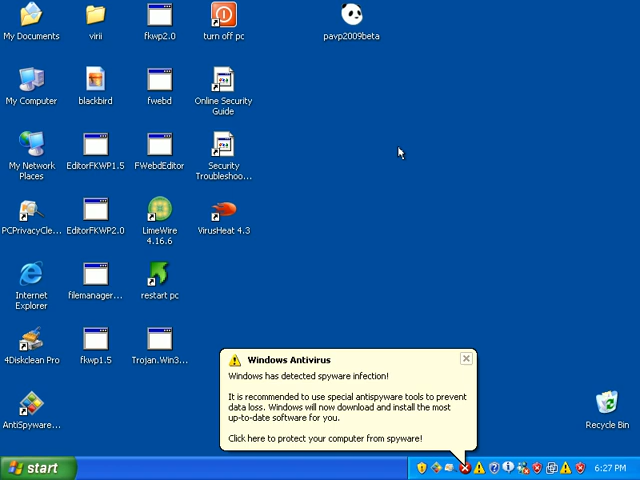 My Documents
virii
fkwp2.0
turn off pc
pavp2009beta
My Computer
blackbird
fwebd
Online Security
Guide
My Network
Places
EditorFKWP1.5
FWebdEditor
Security
Troubleshoo...
PCPrivacyCle...
EditorFKWP2.0
LimeWire
4.16.6
VirusHeat 4.3
Internet
Explorer
filemanager...
restart pc
4Diskclean Pro
fkwp1.5
Trojan.Win3...
AntiSpyware...
Recycle Bin
Windows Antivirus
Windows has detected spyware infection!
It is recommended to use special antispyware tools to prevent
data loss. Windows will now download and install the most
up-to-date software for you.
Click here to protect your computer from spyware!
start
6:27 PM